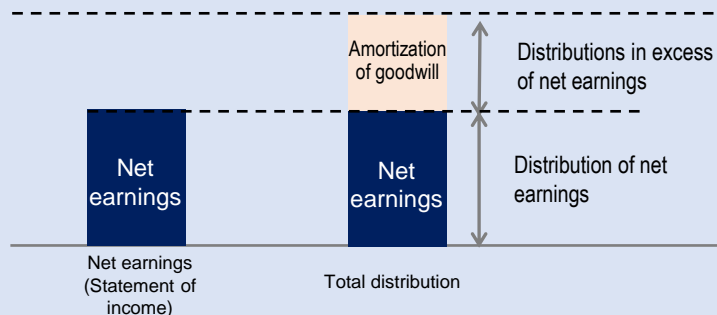 Amortization
of goodwill
Distributions in excess
of net earnings
Net
earnings
Net
earnings
Distribution of net
earnings
Net earnings
(Statement of
income)
Total distribution